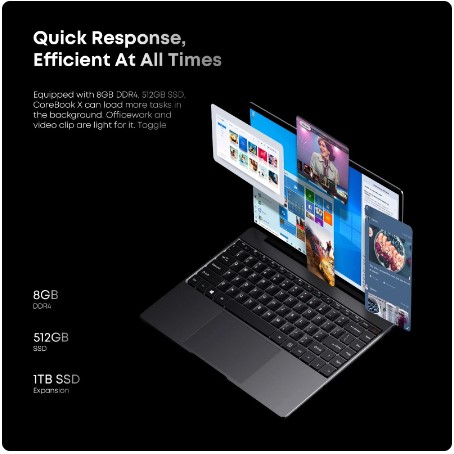 Quick Response,
Efficient At All Times
Equipped with 8GB DDR4, 512GB SSD,
CoreBook X can load more tasks in
the background. Officework and
video clip are light for it. Toggle
8GB
DDR4
512GB
SSD
1TB SSD
Expansion